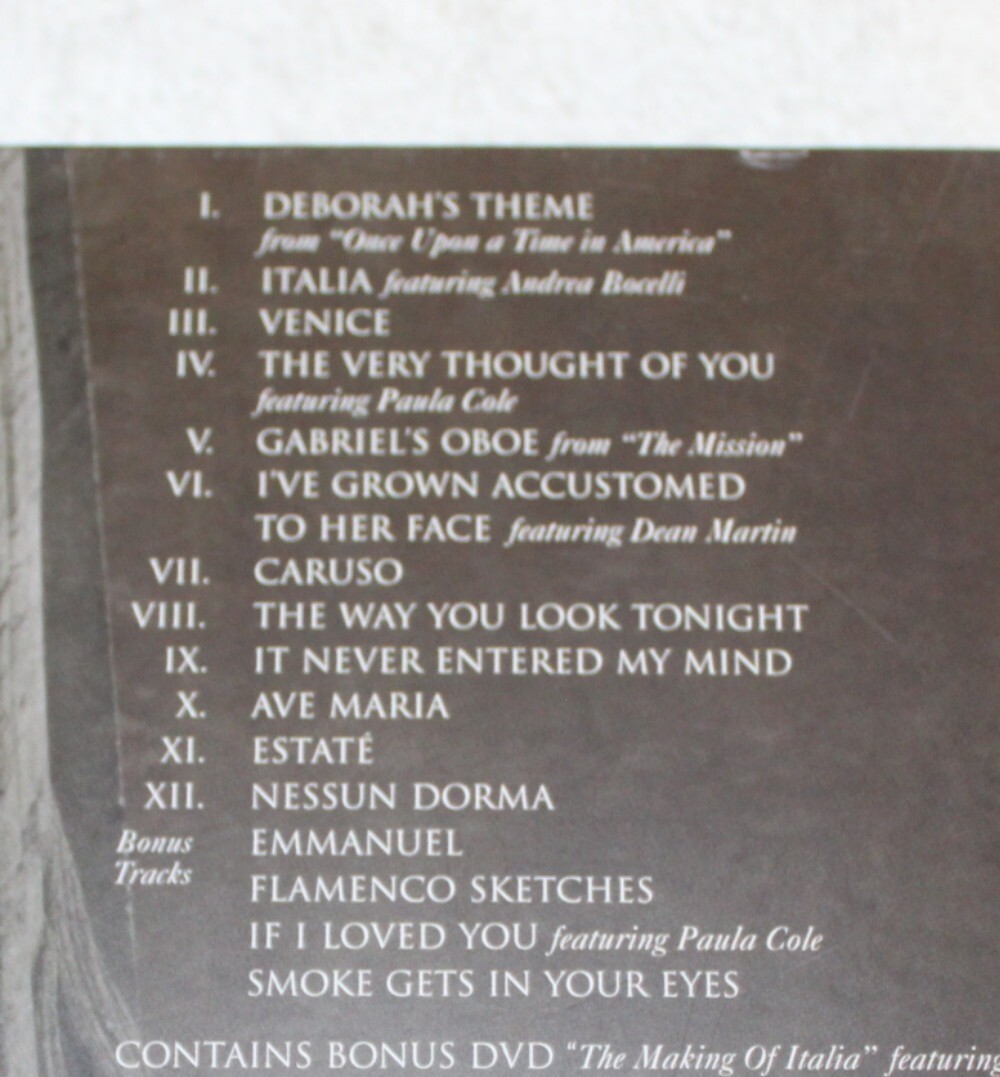 I. DEBORAH'S THEME
from "Once Upon a Time in America"
II. ITALIA featuring Andrea Bocelli
III. VENICE
IV. THE VERY THOUGHT OF YOU
featuring Paula Cole
V. GABRIEL'S OBOE from "The Mission"
VI. I'VE GROWN ACCUSTOMED
TO HER FACE featuring Dean Martin
VII. CARUSO
VIII. THE WAY YOU LOOK TONIGHT
IX. IT NEVER ENTERED MY MIND
X. AVE MARIA
XI. ESTATÉ
XII. NESSUN DORMA
Bonus Tracks EMMANUEL
FLAMENCO SKETCHES
IF I LOVED YOU featuring Paula Cole
SMOKE GETS IN YOUR EYES
CONTAINS BONUS DVD "The Making Of Italia" featuring